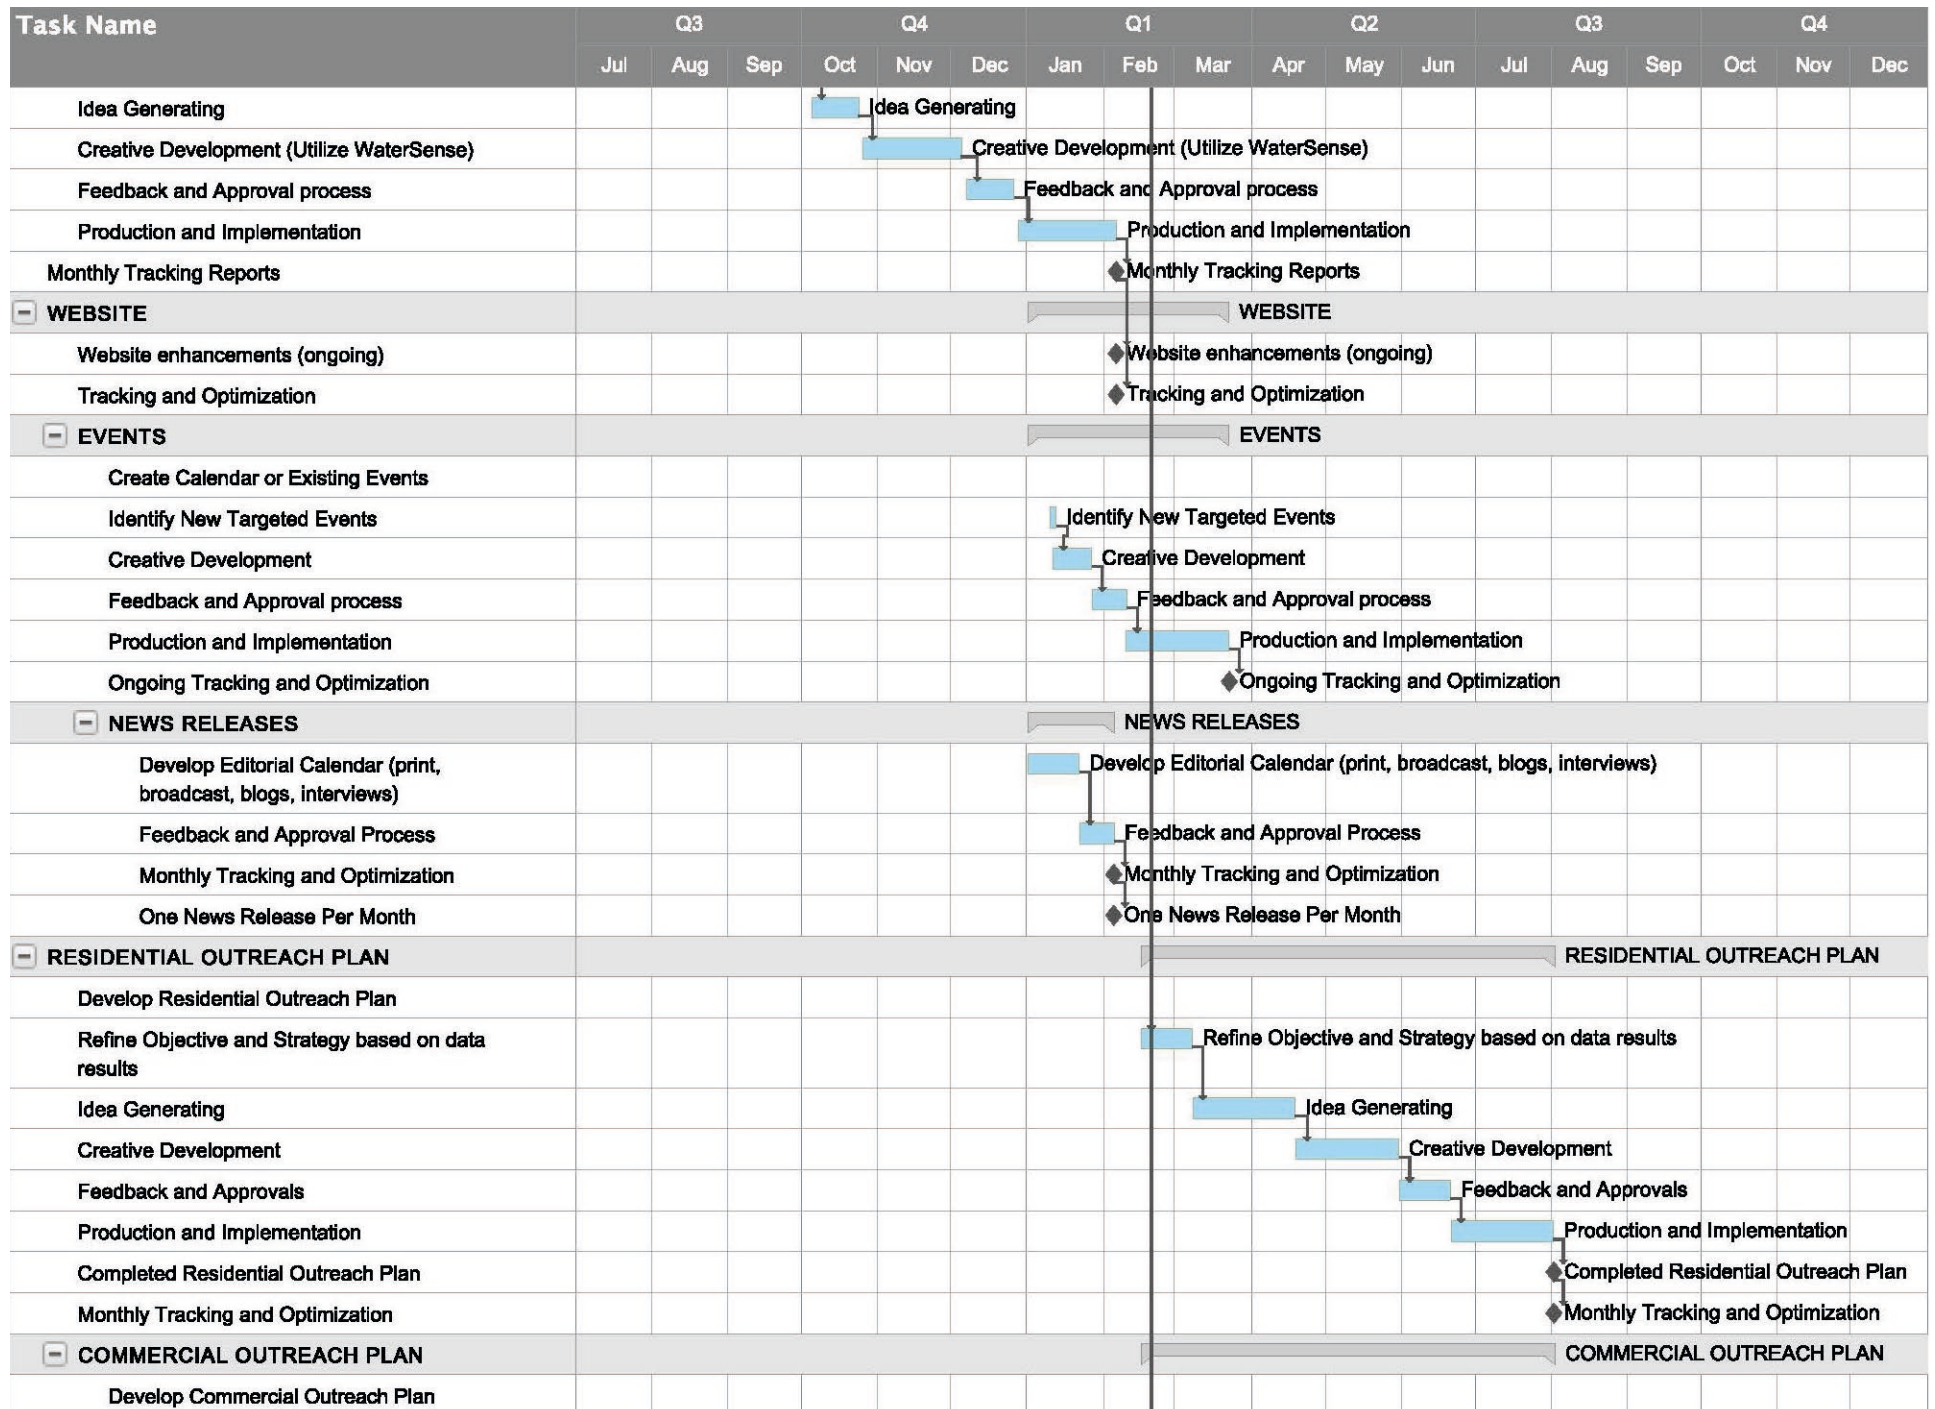 Task Name
Q3 Q4 Q1 Q2 Q3 Q4
Jul Aug Sep Oct Nov Dec Jan Feb Mar Apr May Jun Jul Aug Sep Oct Nov Dec
Idea Generating Idea Generating
Creative Development (Utilize WaterSense) Creative Development (Utilize WaterSense)
Feedback and Approval process Feedback and Approval process
Production and Implementation Production and Implementation
Monthly Tracking Reports Monthly Tracking Reports
WEBSITE WEBSITE
Website enhancements (ongoing) Website enhancements (ongoing)
Tracking and Optimization Tracking and Optimization
EVENTS EVENTS
Create Calendar or Existing Events
Identify New Targeted Events Identify New Targeted Events
Creative Development Creative Development
Feedback and Approval process Feedback and Approval process
Production and Implementation Production and Implementation
Ongoing Tracking and Optimization Ongoing Tracking and Optimization
NEWS RELEASES NEWS RELEASES
Develop Editorial Calendar (print, Develop Editorial Calendar (print, broadcast, blogs, interviews)
broadcast, blogs, interviews)
Feedback and Approval Process Feedback and Approval Process
Monthly Tracking and Optimization Monthly Tracking and Optimization
One News Release Per Month One News Release Per Month
RESIDENTIAL OUTREACH PLAN RESIDENTIAL OUTREACH PLAN
Develop Residential Outreach Plan
Refine Objective and Strategy based on data Refine Objective and Strategy based on data results
results
Idea Generating Idea Generating
Creative Development Creative Development
Feedback and Approvals Feedback and Approvals
Production and Implementation Production and Implementation
Completed Residential Outreach Plan Completed Residential Outreach Plan
Monthly Tracking and Optimization Monthly Tracking and Optimization
COMMERCIAL OUTREACH PLAN COMMERCIAL OUTREACH PLAN
Develop Commercial Outreach Plan